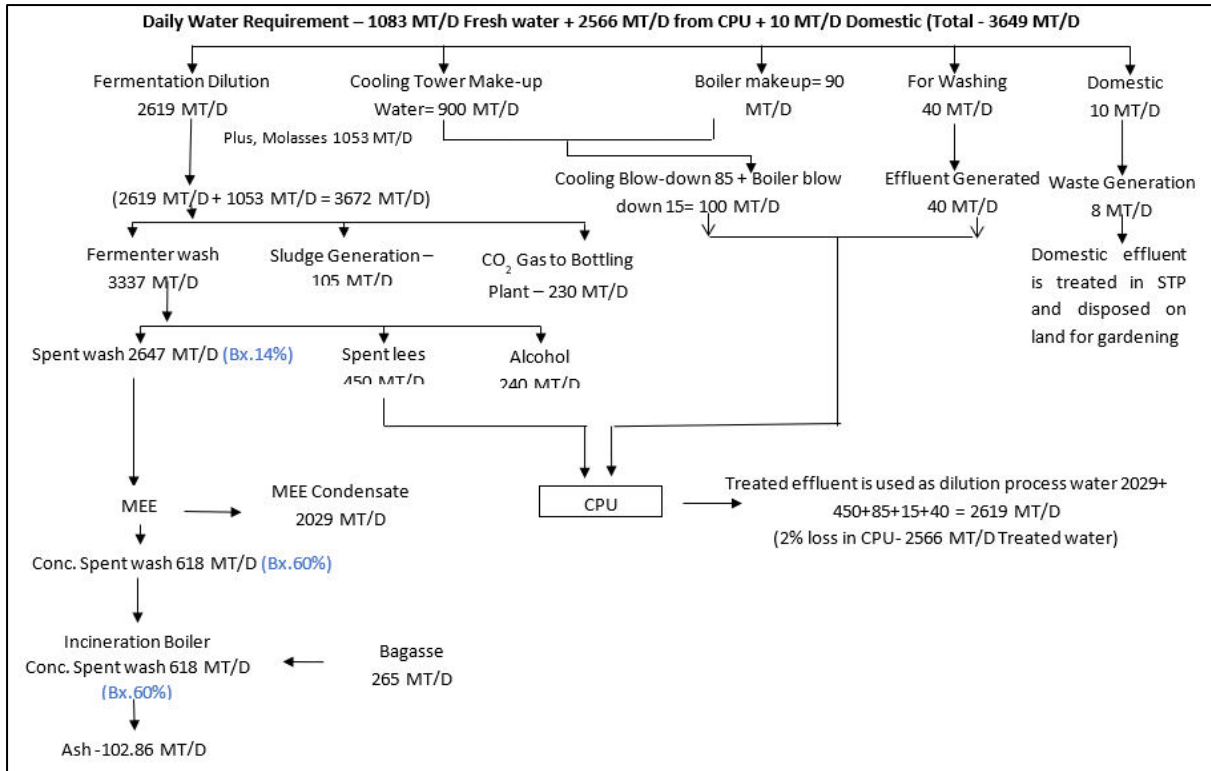 Daily Water Requirement – 1083 MT/D Fresh water + 2566 MT/D from CPU + 10 MT/D Domestic (Total - 3649 MT/D
Fermentation Dilution
2619 MT/D
Cooling Tower Make-up
Water= 900 MT/D
Boiler makeup= 90
MT/D
For Washing
40 MT/D
Domestic
10 MT/D
Plus, Molasses 1053 MT/D
(2619 MT/D + 1053 MT/D = 3672 MT/D)
Cooling Blow-down 85 + Boiler blow
down 15= 100 MT/D
Effluent Generated
40 MT/D
Waste Generation
8 MT/D
Fermenter wash
3337 MT/D
Sludge Generation –
105 MT/D
CO₂ Gas to Bottling
Plant – 230 MT/D
Domestic effluent
is treated in STP
and disposed on
land for gardening
Spent wash 2647 MT/D (Bx.14%)
Spent lees
450 MT/D
Alcohol
240 MT/D
MEE
MEE Condensate
2029 MT/D
CPU
Treated effluent is used as dilution process water 2029+
450+85+15+40 = 2619 MT/D
(2% loss in CPU- 2566 MT/D Treated water)
Conc. Spent wash 618 MT/D (Bx.60%)
Incineration Boiler
Conc. Spent wash 618 MT/D
(Bx.60%)
Bagasse
265 MT/D
Ash -102.86 MT/D